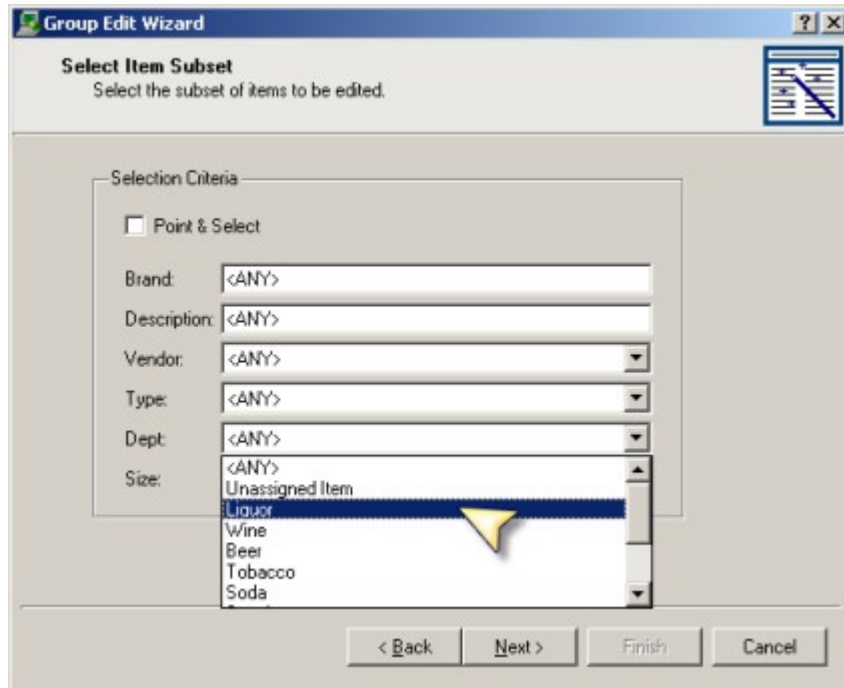 Group Edit Wizard
Select Item Subset
Select the subset of items to be edited.
Selection Criteria
Point & Select
Brand: <ANY>
Description: <ANY>
Vendor: <ANY>
Type: <ANY>
Dept: <ANY>
Size:
<ANY>
Unassigned Item
Liquor
Wine
Beer
Tobacco
Soda
< Back Next > Finish Cancel